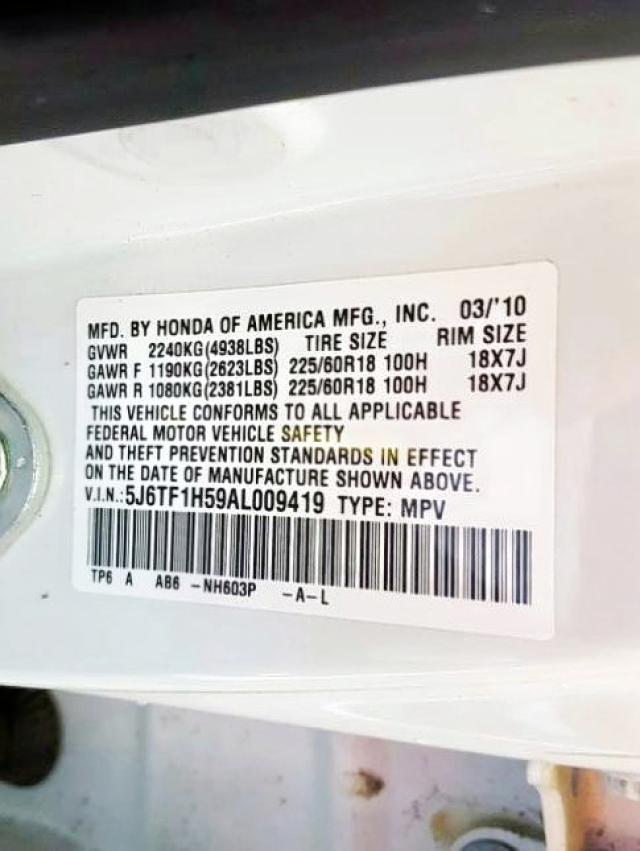 MFD. BY HONDA OF AMERICA MFG., INC. 03/'10
GVWR 2240KG(4938LBS) TIRE SIZE RIM SIZE
GAWR F 1190KG(2623LBS) 225/60R18 100H 18X7J
GAWR R 1080KG(2381LBS) 225/60R18 100H 18X7J
THIS VEHICLE CONFORMS TO ALL APPLICABLE
FEDERAL MOTOR VEHICLE SAFETY
AND THEFT PREVENTION STANDARDS IN EFFECT
ON THE DATE OF MANUFACTURE SHOWN ABOVE.
V.I.N.:5J6TF1H59AL009419 TYPE: MPV
TP6 A AB6 -NH603P -A-L